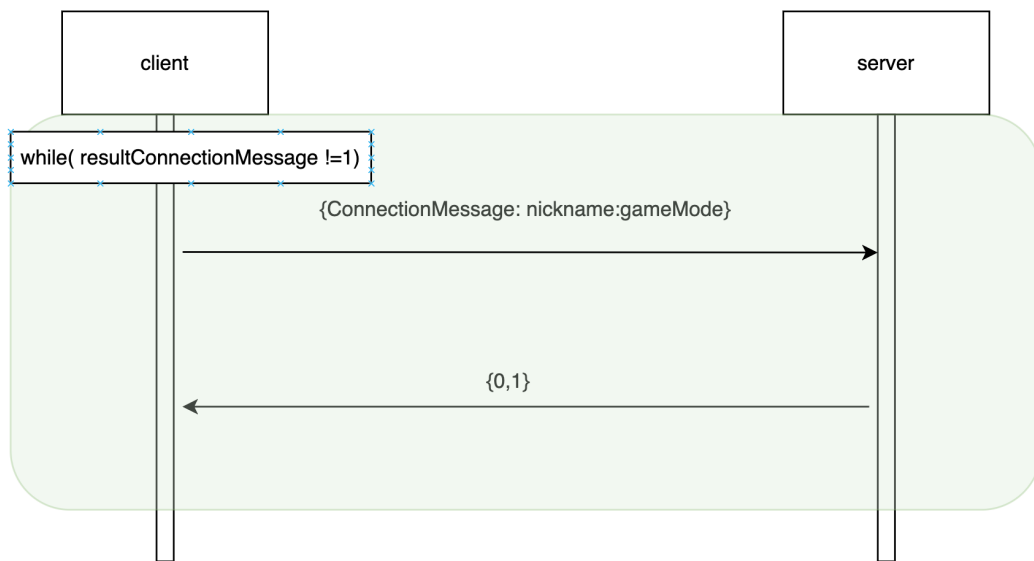 client
server
while( resultConnectionMessage !=1)
{ConnectionMessage: nickname:gameMode}
{0,1}